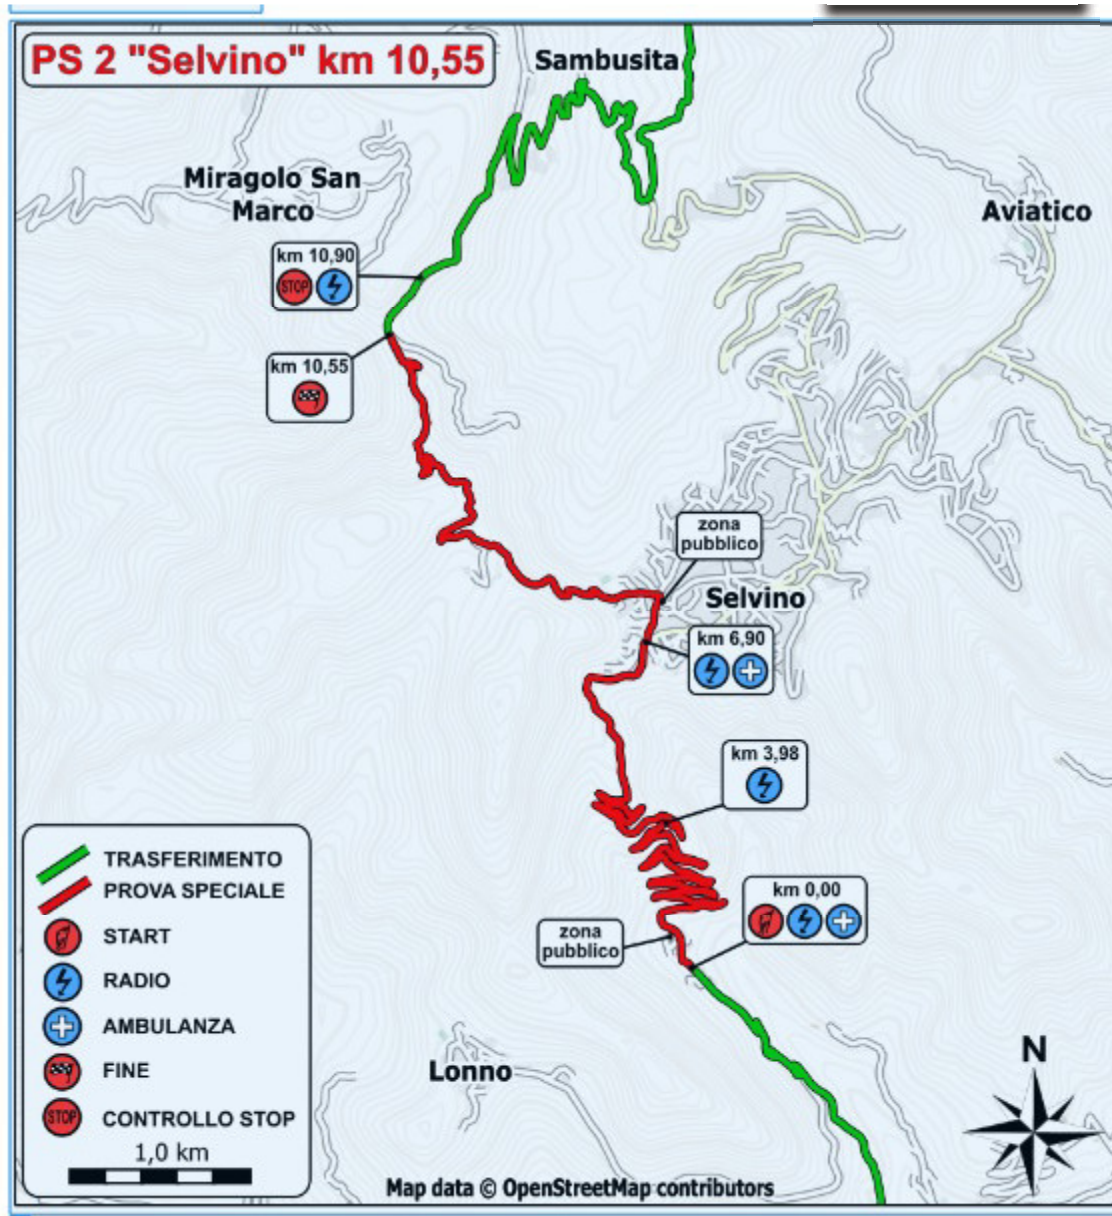 PS 2 "Selvino" km 10,55
Sambusita
Miragolo San
Marco
Aviatico
km 10,90
STOP
km 10,55
zona
pubblico
Selvino
km 6,90
km 3,98
km 0,00
zona
pubblico
TRASFERIMENTO
PROVA SPECIALE
START
RADIO
AMBULANZA
FINE
STOP CONTROLLO STOP
1,0 km
Lonno
N
Map data © OpenStreetMap contributors